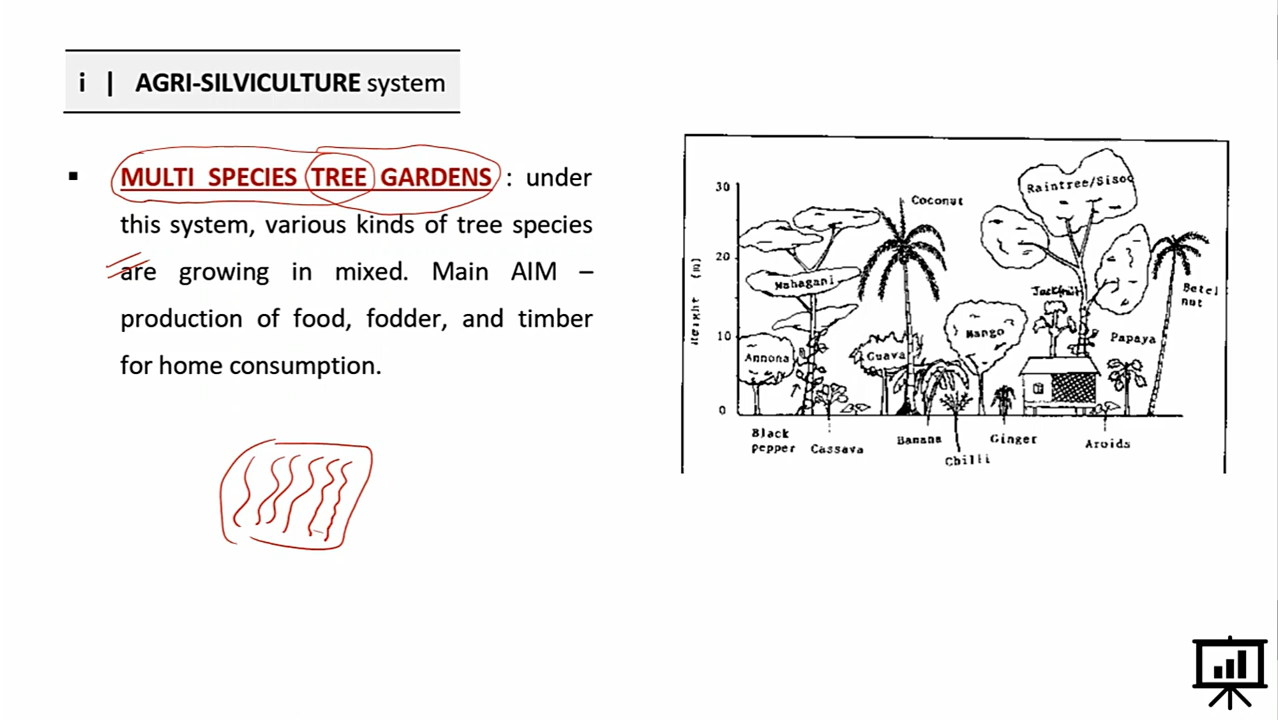 i | AGRI-SILVICULTURE system
▪ MULTI SPECIES TREE GARDENS : under
this system, various kinds of tree species
are growing in mixed. Main AIM –
production of food, fodder, and timber
for home consumption.
30
20
10
0
Height (m)
Coconut
Raintree/Sisoo
Mahagani
Betel
nut
Jackfruit
Mango
Papaya
Annona
Guava
Black
pepper
Cassava
Banana
Chilli
Ginger
Aroids